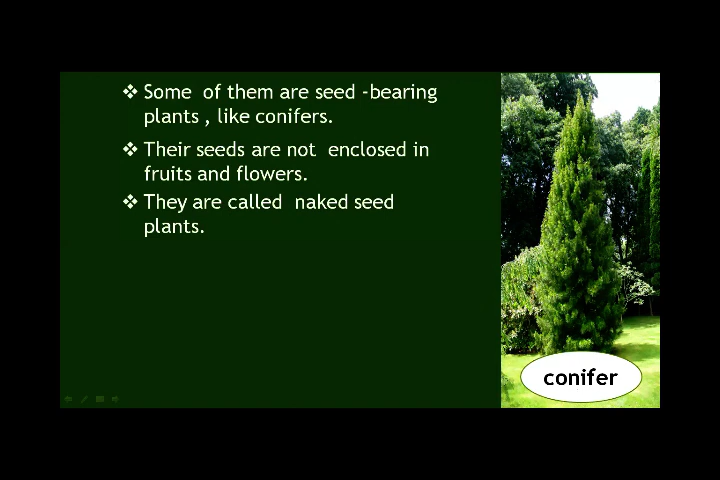 ❖ Some of them are seed -bearing
plants , like conifers.
❖ Their seeds are not enclosed in
fruits and flowers.
❖ They are called naked seed
plants.
conifer